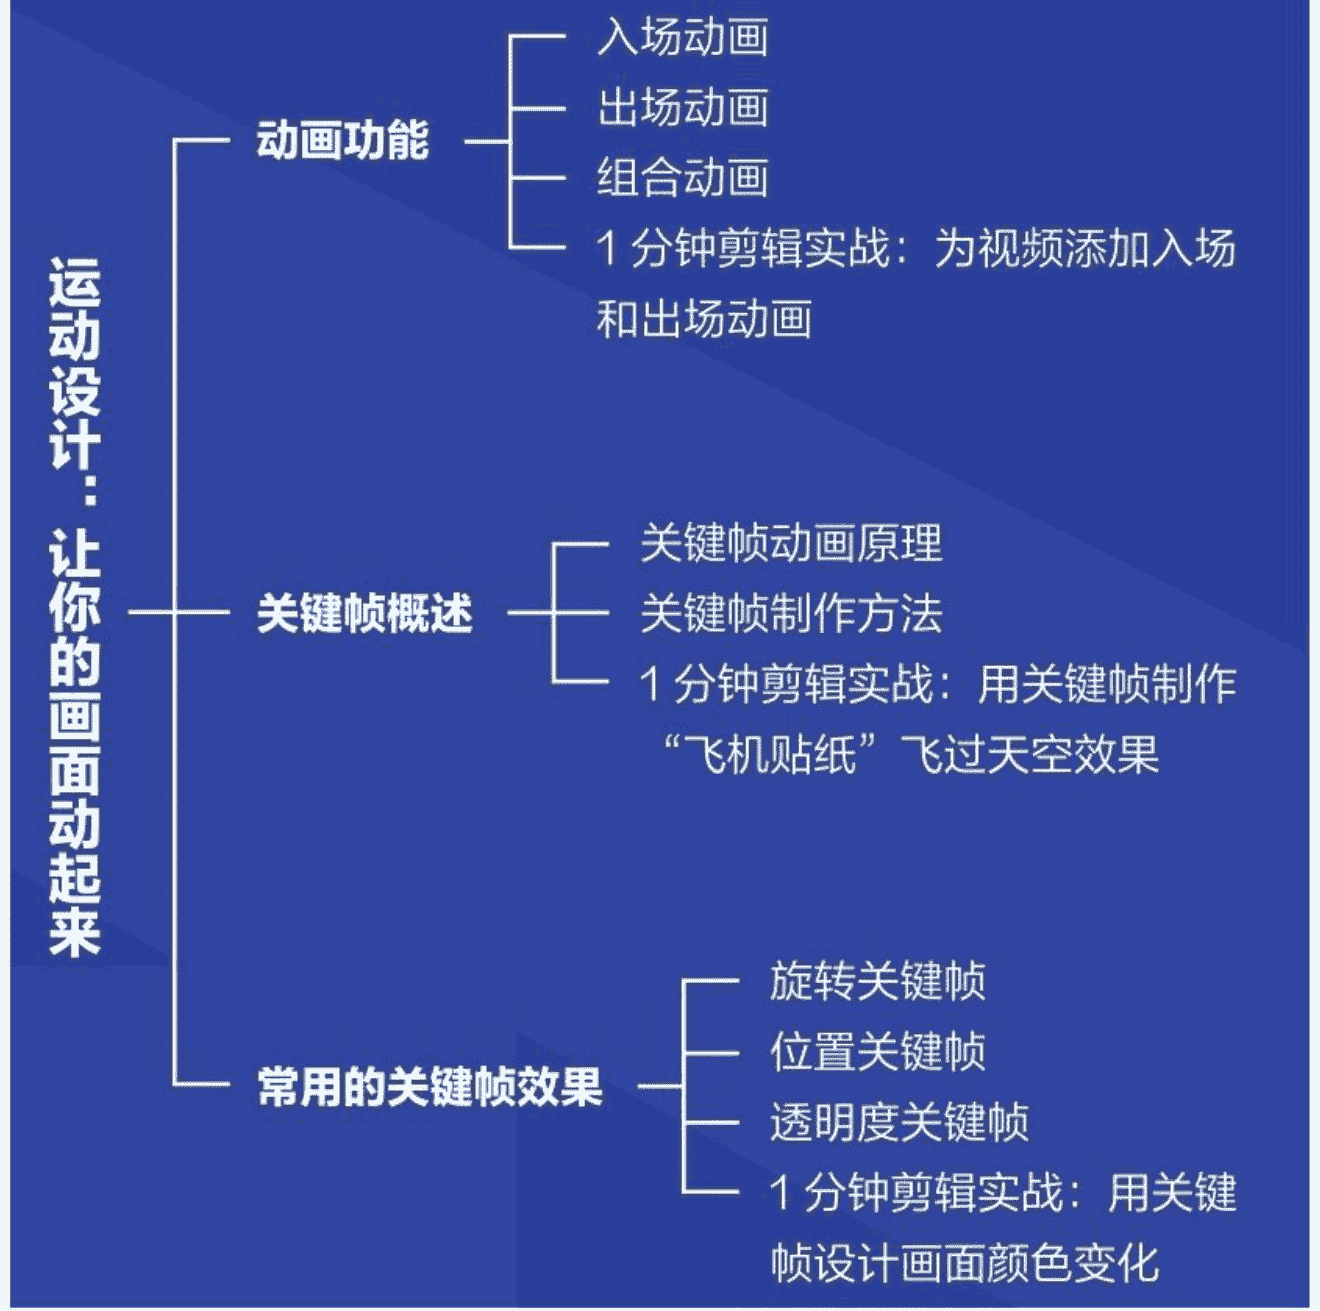 运动设计：让你的画面动起来
动画功能
入场动画
出场动画
组合动画
1 分钟剪辑实战：为视频添加入场
和出场动画
关键帧概述
关键帧动画原理
关键帧制作方法
1 分钟剪辑实战：用关键帧制作
“飞机贴纸”飞过天空效果
常用的关键帧效果
旋转关键帧
位置关键帧
透明度关键帧
1 分钟剪辑实战：用关键
帧设计画面颜色变化